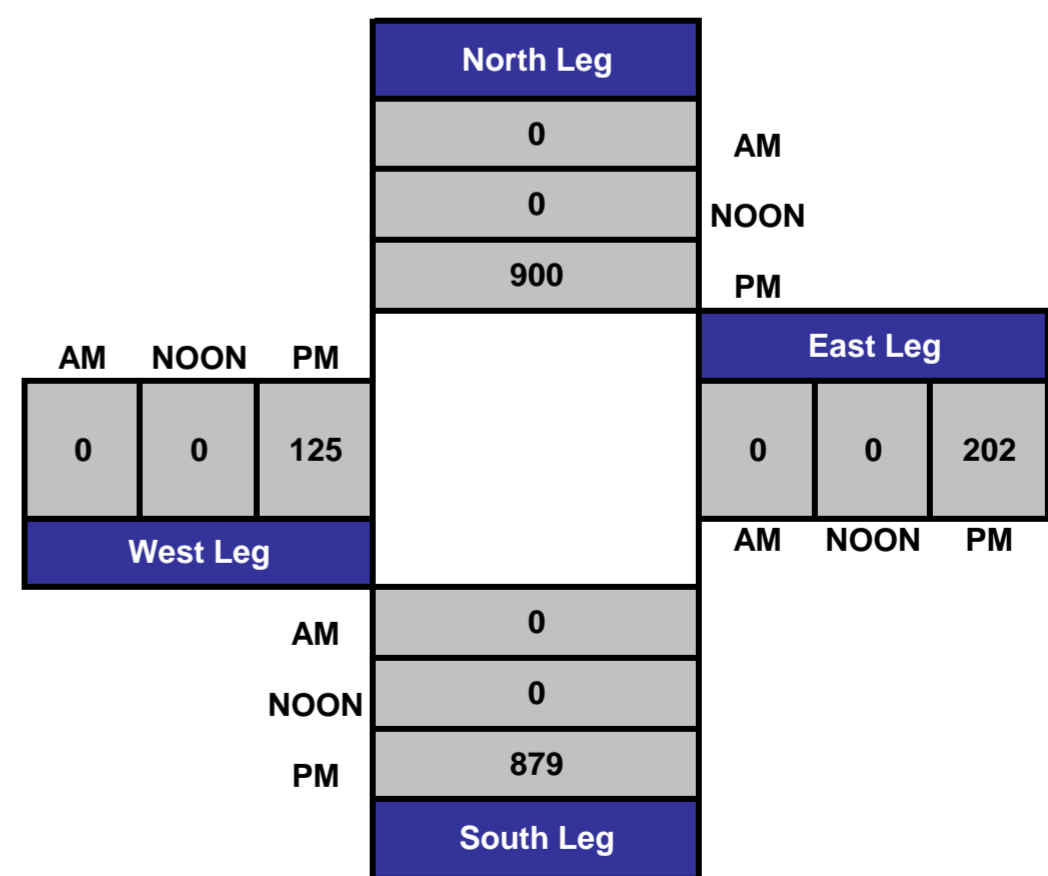 North Leg
0 AM
0 NOON
900 PM
East Leg
AM NOON PM
0 0 125
0 0 202
West Leg
AM NOON PM
AM 0
NOON 0
PM 879
South Leg